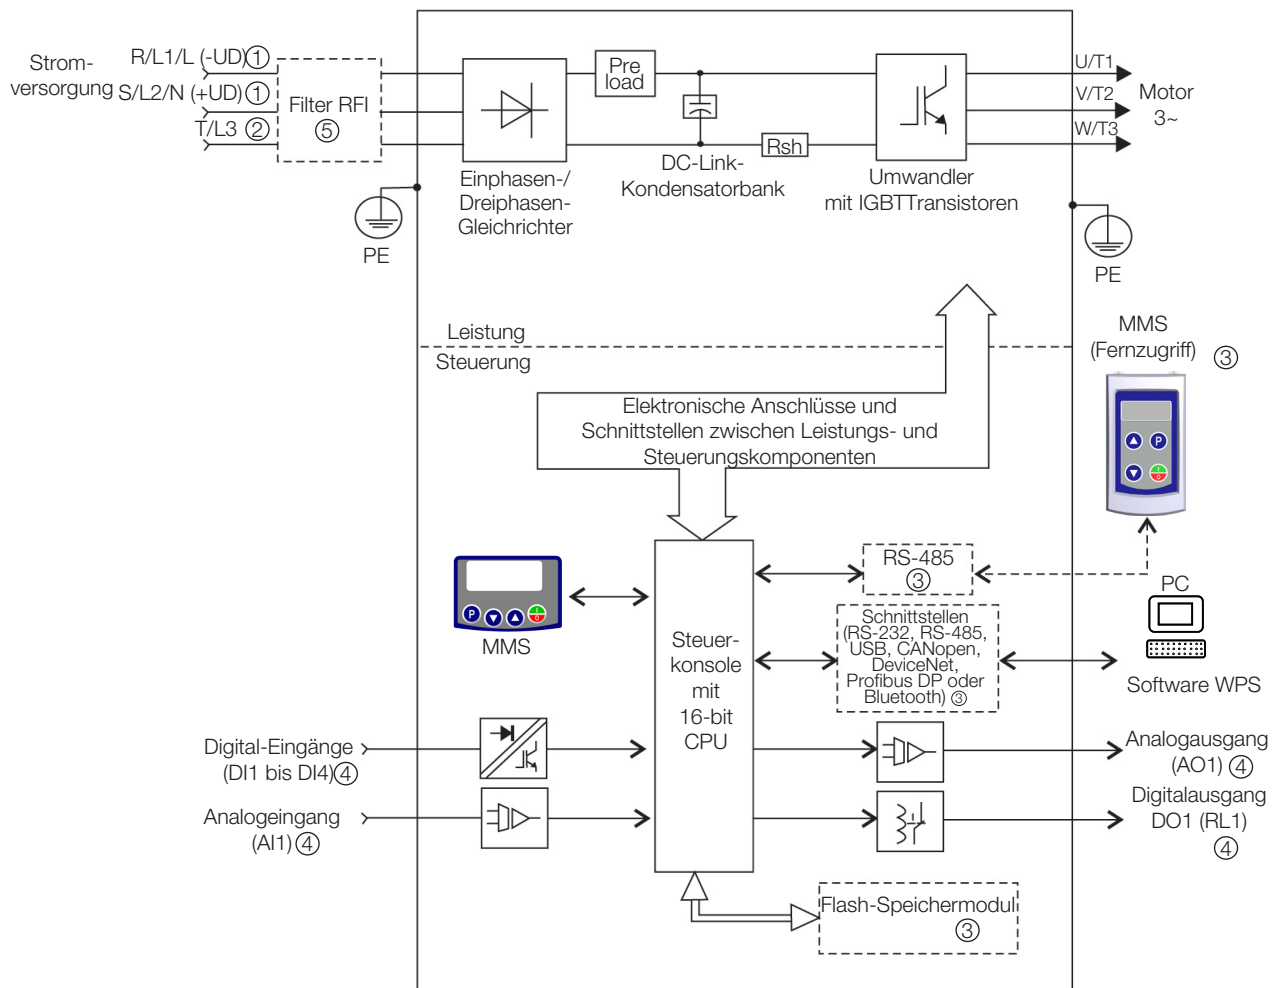 Strom-
versorgung
R/L1/L (-UD) ①
S/L2/N (+UD) ①
T/L3 ②
Filter RFI
⑤
Pre
load
Rsh
U/T1
V/T2
W/T3
Motor
3~
PE
Einphasen-/
Dreiphasen-
Gleichrichter
DC-Link-
Kondensatorbank
Umwandler
mit IGBTTransistoren
PE
Leistung
Steuerung
MMS
(Fernzugriff) ③
P
I
0
Elektronische Anschlüsse und
Schnittstellen zwischen Leistungs- und
Steuerungskomponenten
P
I
0
MMS
Steuer-
konsole
mit
16-bit
CPU
RS-485
③
Schnittstellen
(RS-232, RS-485,
USB, CANopen,
DeviceNet,
Profibus DP oder
Bluetooth) ③
PC
Software WPS
Digital-Eingänge
(DI1 bis DI4) ④
Analogeingang
(AI1) ④
Analogausgang
(AO1) ④
Digitalausgang
DO1 (RL1)
④
Flash-Speichermodul
③